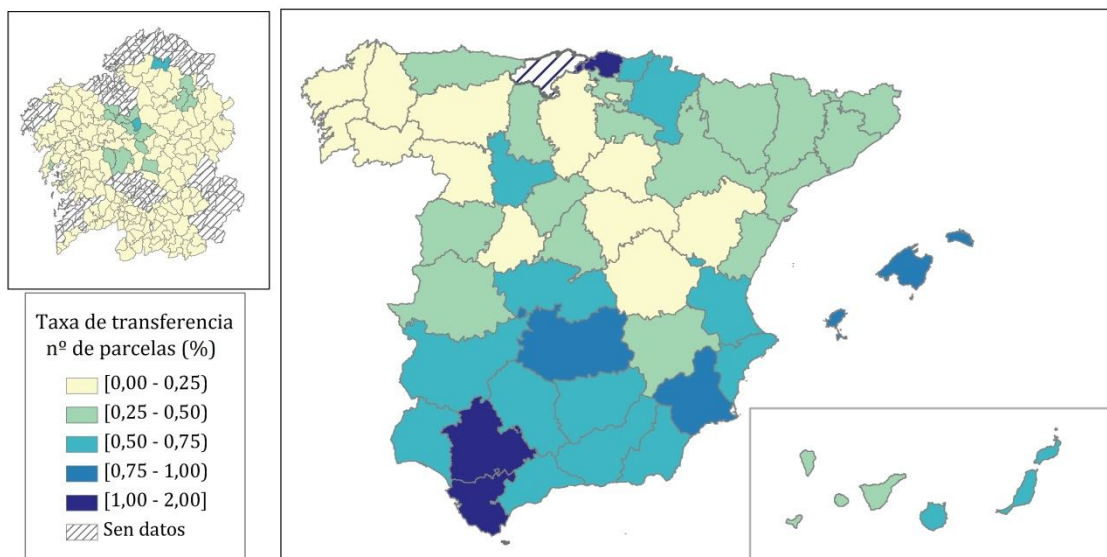 Taxa de transferencia
nº de parcelas (%)
[0,00 - 0,25)
[0,25 - 0,50)
[0,50 - 0,75)
[0,75 - 1,00)
[1,00 - 2,00]
Sen datos